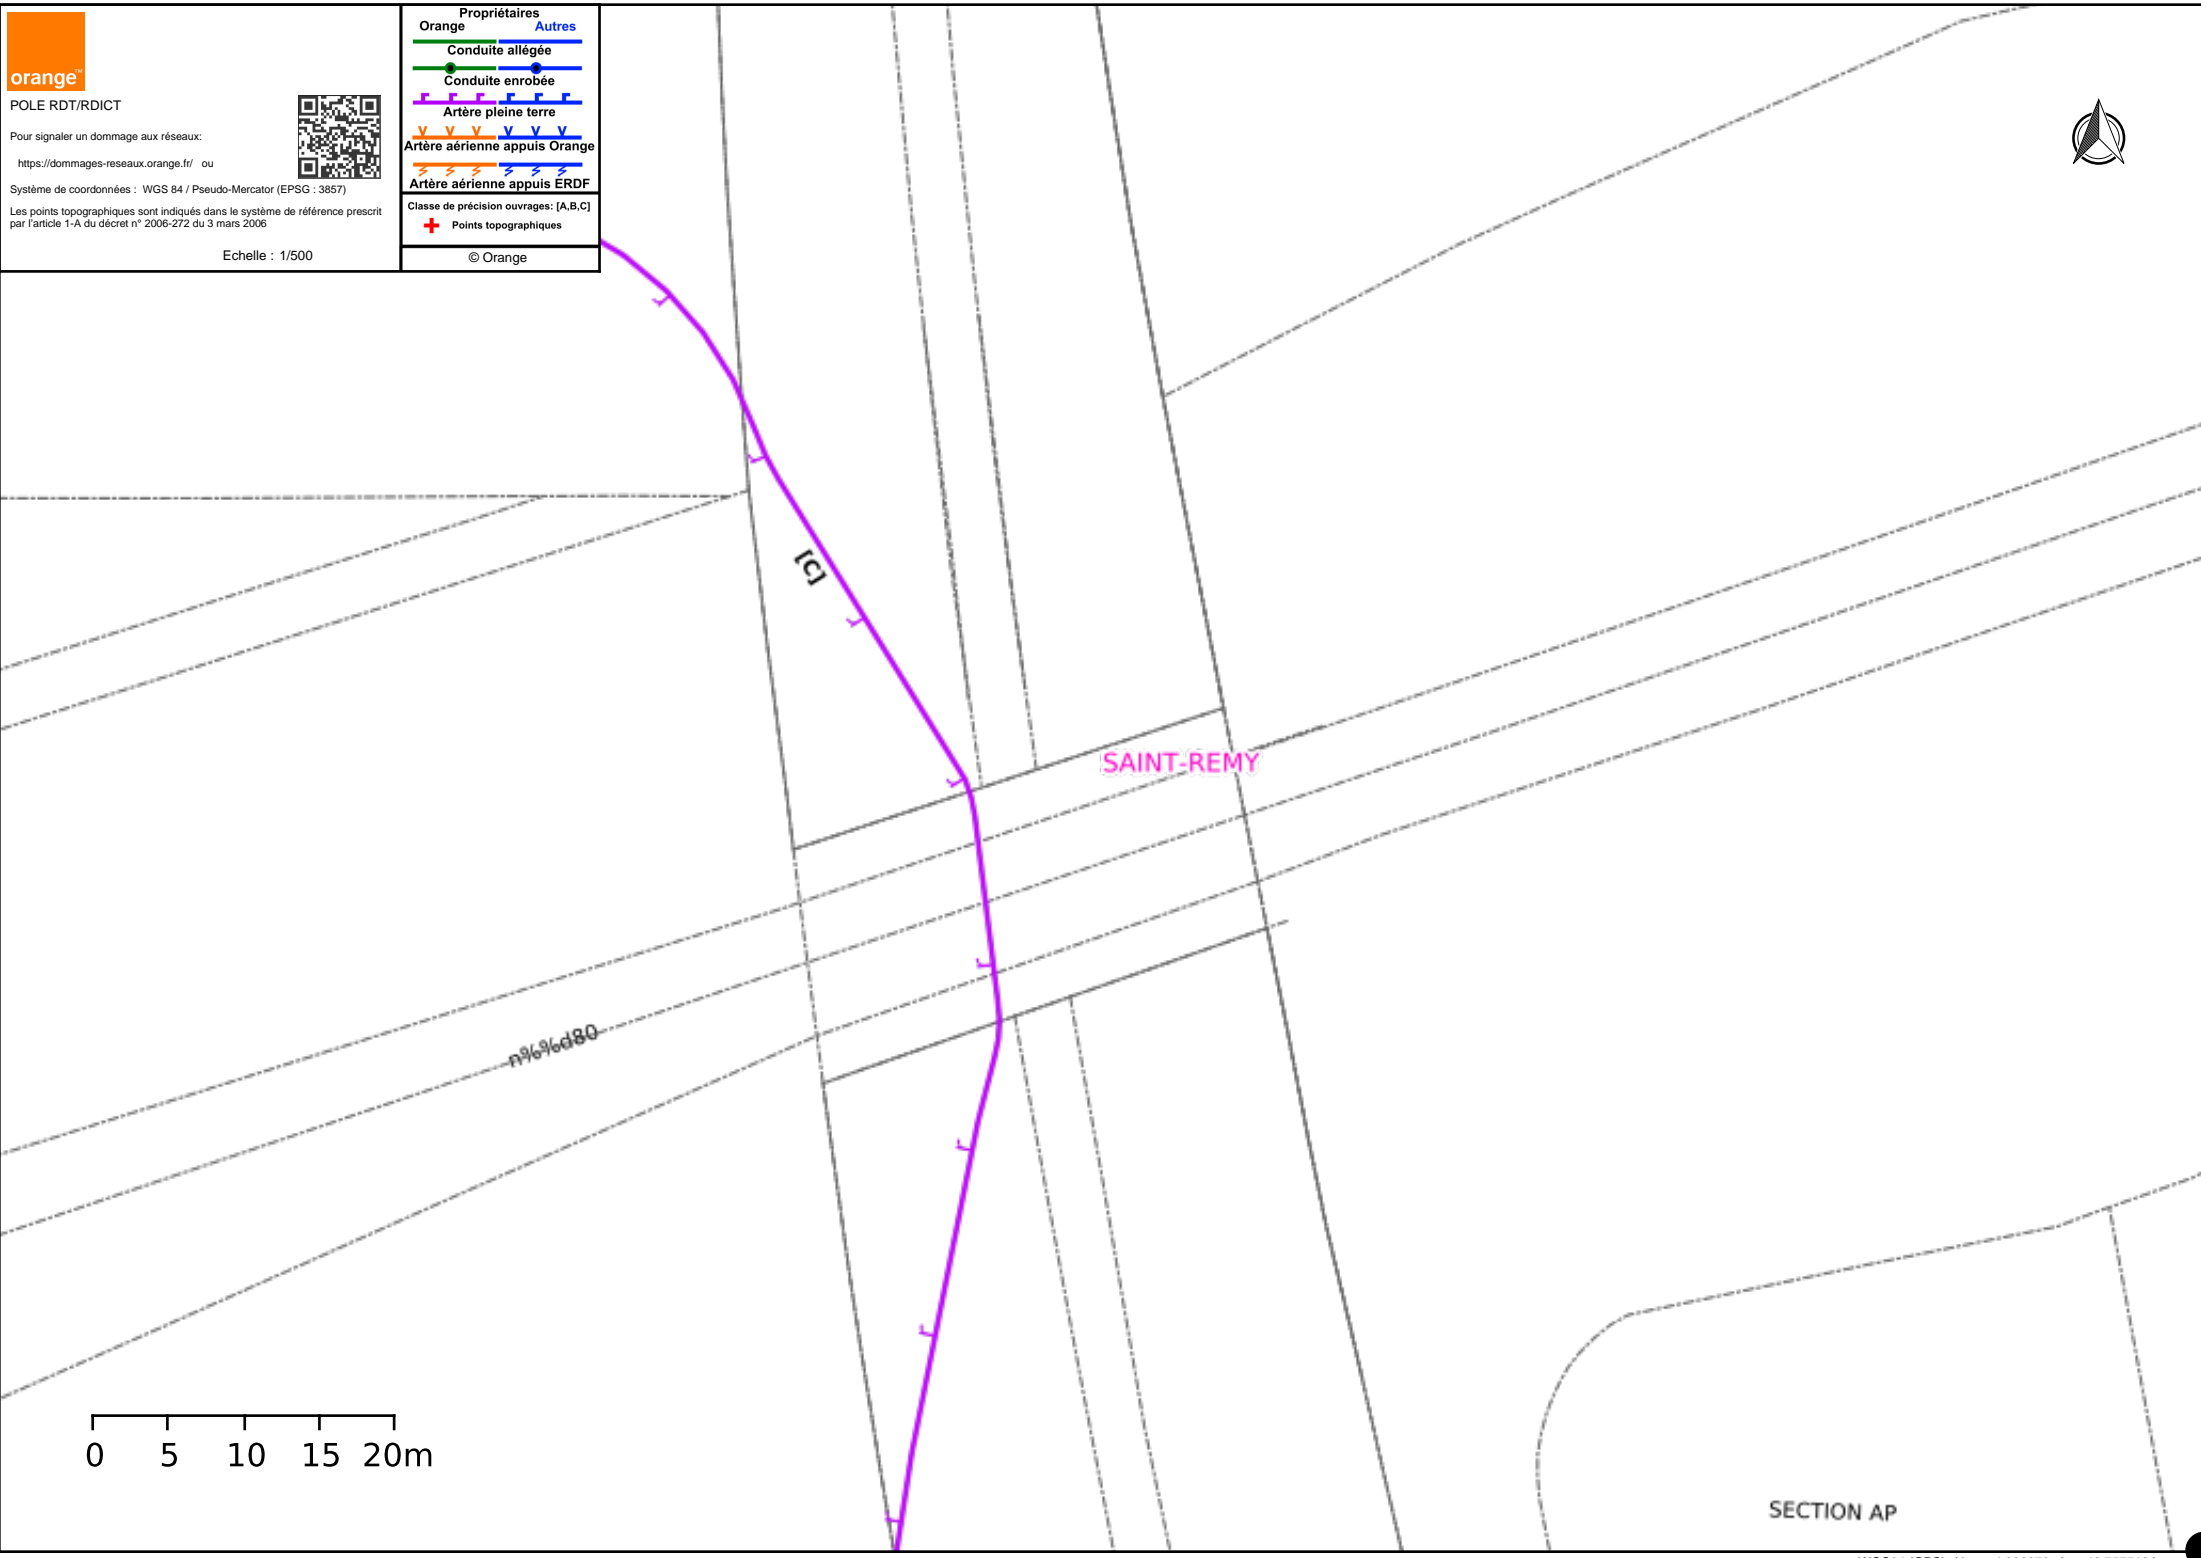 orange™
POLE RDT/RDICT
Pour signaler un dommage aux réseaux:
https://dommages-reseaux.orange.fr/ ou
Système de coordonnées : WGS 84 / Pseudo-Mercator (EPSG : 3857)
Les points topographiques sont indiqués dans le système de référence prescrit
par l'article 1-A du décret n° 2006-272 du 3 mars 2006
Echelle : 1/500
Propriétaires
Orange Autres
Conduite allégée
Conduite enrobée
Artère pleine terre
Artère aérienne appuis Orange
Artère aérienne appuis ERDF
Classe de précision ouvrages: [A,B,C]
Points topographiques
© Orange
[C]
SAINT-REMY
n%%d80
0 5 10 15 20m
SECTION AP